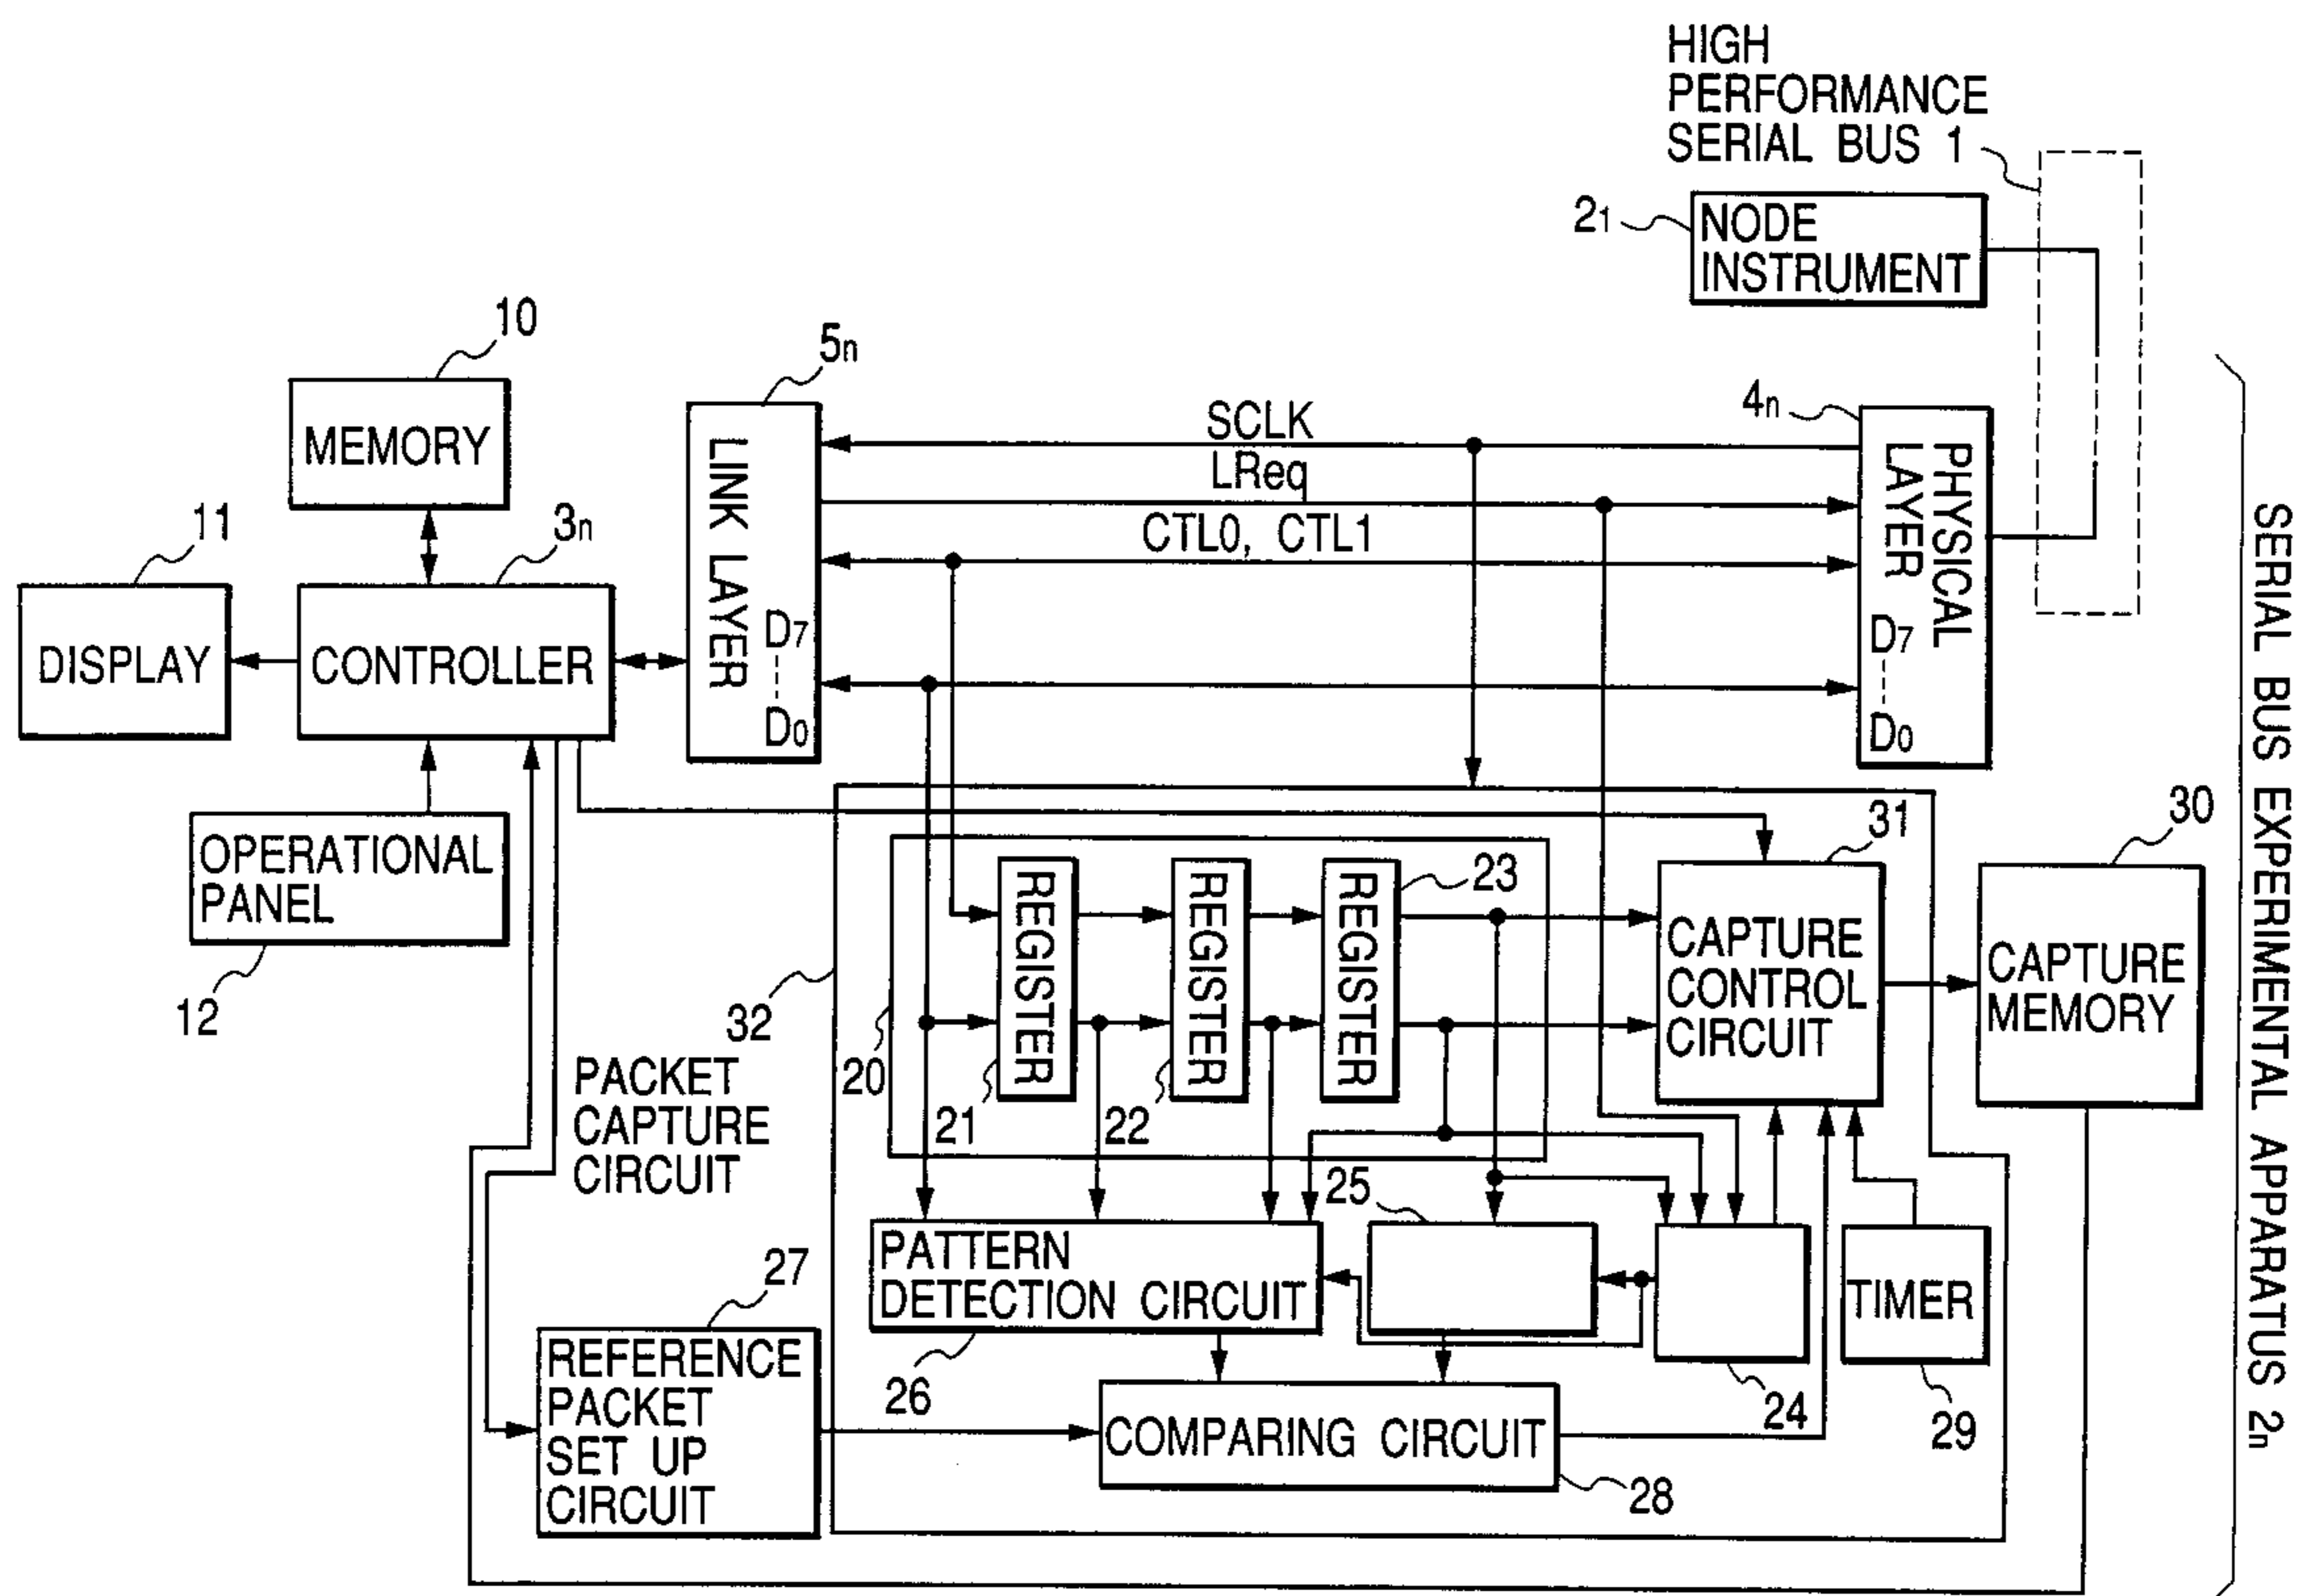 HIGH
PERFORMANCE
SERIAL BUS 1
21
NODE
INSTRUMENT
10
MEMORY
5n
LINK LAYER
D7
D0
SCLK
LReq
CTL0, CTL1
4n
PHYSICAL
LAYER
D7
D0
11
DISPLAY
3n
CONTROLLER
OPERATIONAL
PANEL
12
SERIAL BUS EXPERIMENTAL APPARATUS 2n
32
20
REGISTER
21
REGISTER
22
REGISTER
23
31
CAPTURE
CONTROL
CIRCUIT
30
CAPTURE
MEMORY
PACKET
CAPTURE
CIRCUIT
25
PATTERN
DETECTION CIRCUIT
26
24
TIMER
29
27
REFERENCE
PACKET
SET UP
CIRCUIT
COMPARING CIRCUIT
28